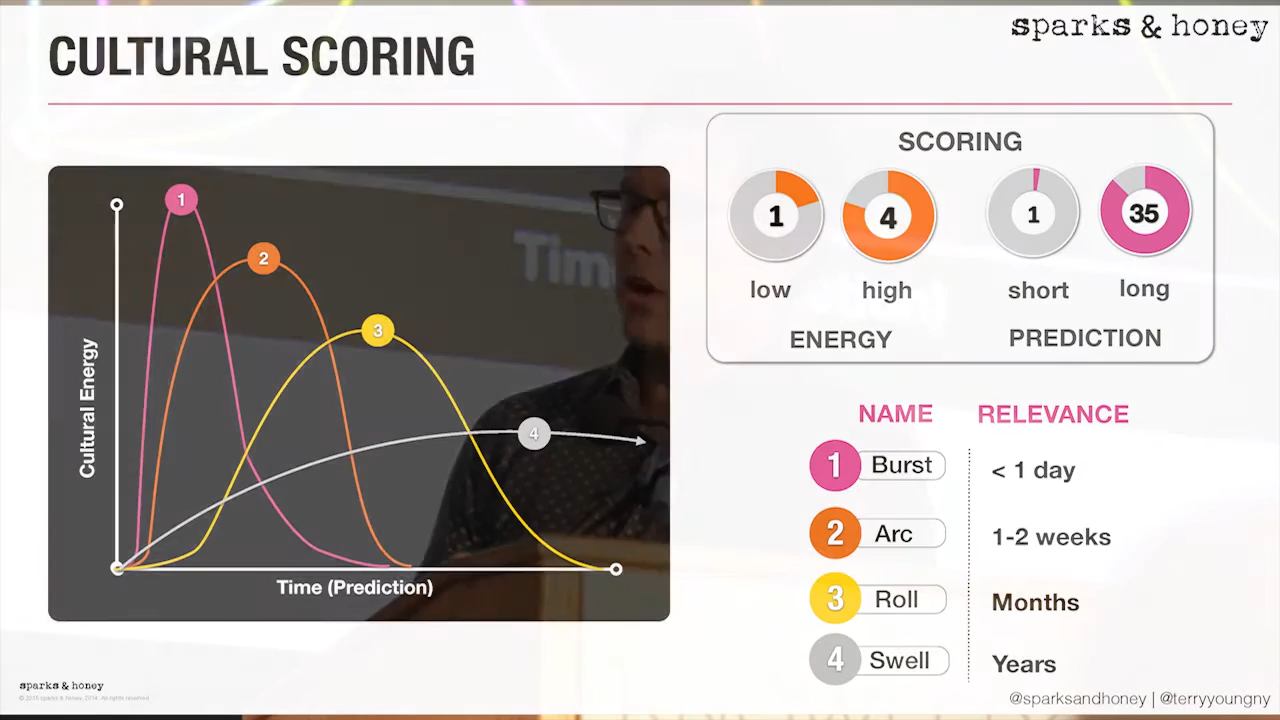 sparks & honey
CULTURAL SCORING
SCORING
1
4
1
35
low
high
short
long
ENERGY
PREDICTION
Cultural Energy
1
2
3
4
Time (Prediction)
Tim
NAME
RELEVANCE
1
Burst
< 1 day
2
Arc
1-2 weeks
3
Roll
Months
4
Swell
Years
sparks & honey
@sparksandhoney | @terryyoungny